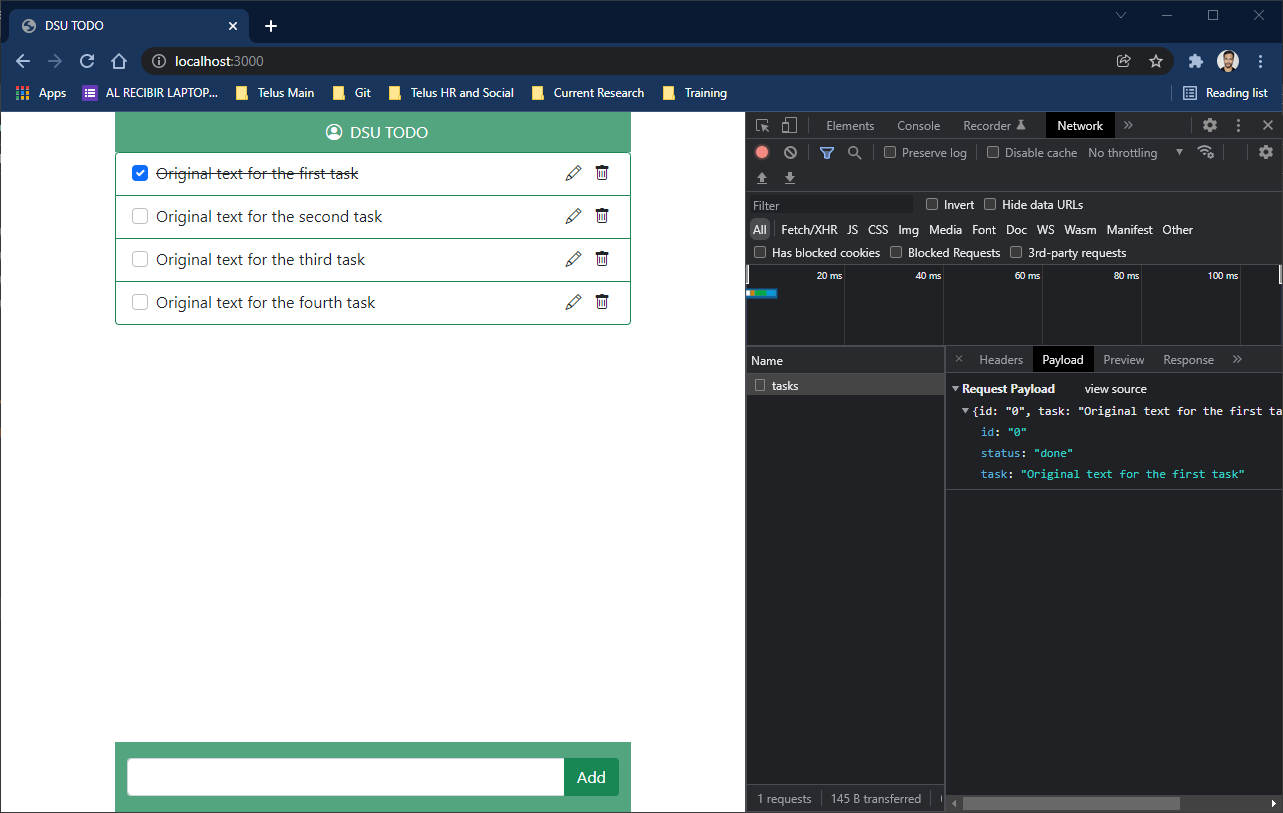 DSU TODO
localhost:3000
Apps AL RECIBIR LAPTOP... Telus Main Git Telus HR and Social Current Research Training Reading list
DSU TODO
Original text for the first task
Original text for the second task
Original text for the third task
Original text for the fourth task
Add
Elements Console Recorder Network »
Preserve log Disable cache No throttling
Filter Invert Hide data URLs
All Fetch/XHR JS CSS Img Media Font Doc WS Wasm Manifest Other
Has blocked cookies Blocked Requests 3rd-party requests
20 ms 40 ms 60 ms 80 ms 100 ms
Name
tasks
Headers Payload Preview Response »
Request Payload view source
{id: "0", task: "Original text for the first ta
id: "0"
status: "done"
task: "Original text for the first task"
1 requests 145 B transferred